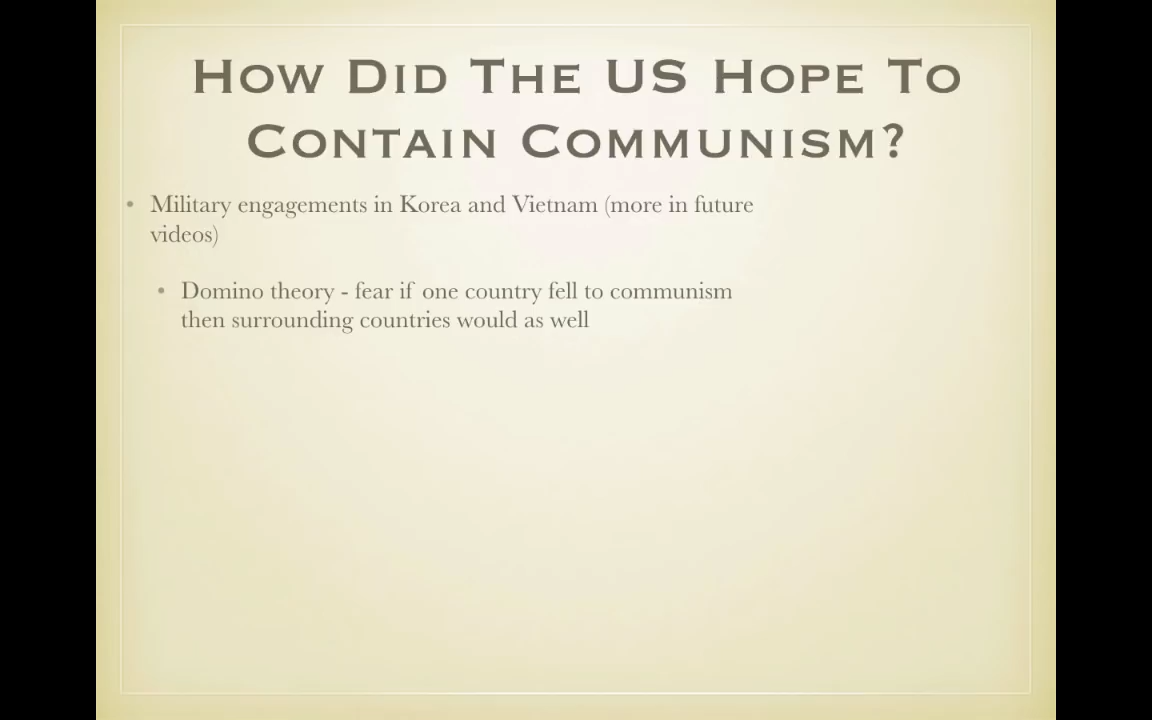 How Did The US Hope To
Contain Communism?
• Military engagements in Korea and Vietnam (more in future
videos)
• Domino theory - fear if one country fell to communism
then surrounding countries would as well